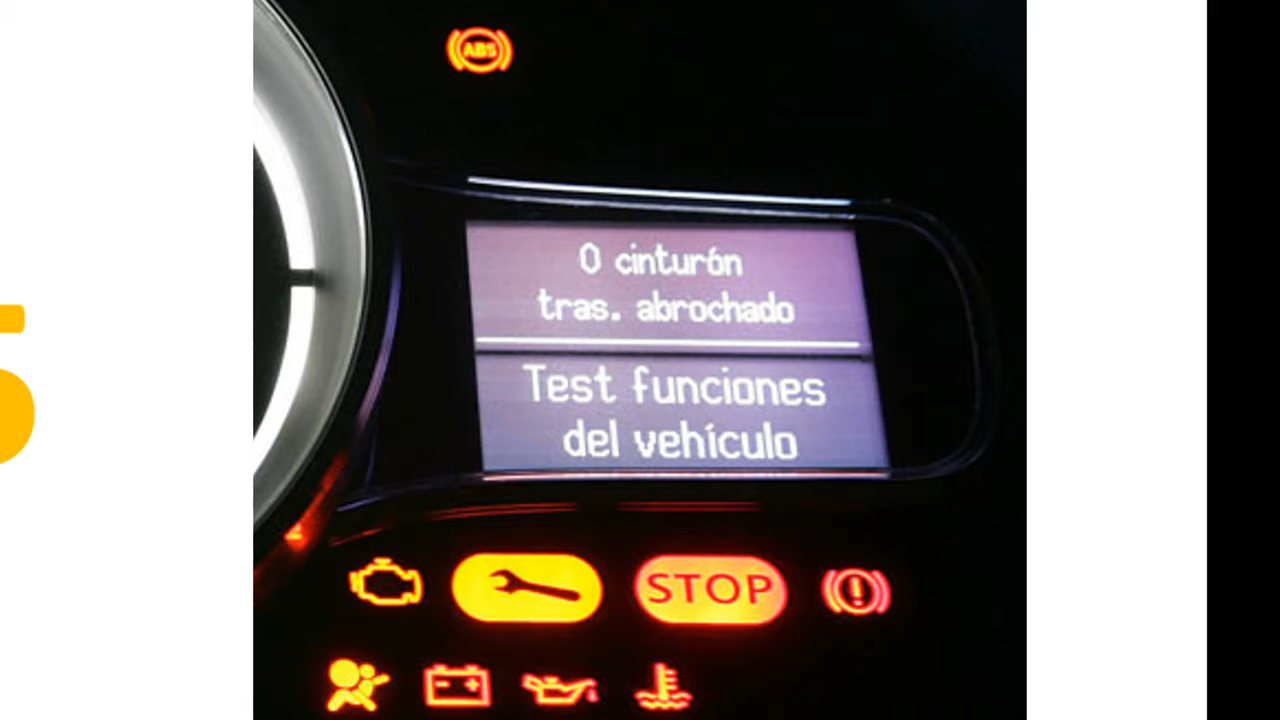 ABS
0 cinturón
tras. abrochado
Test funciones
del vehículo
STOP